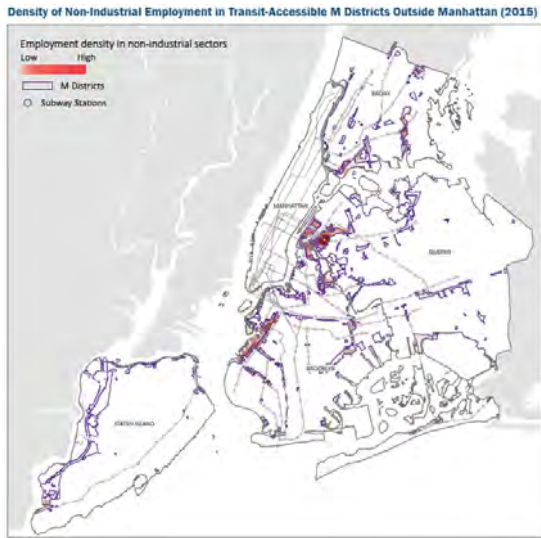 Density of Non-Industrial Employment in Transit-Accessible M Districts Outside Manhattan (2015)
Employment density in non-industrial sectors
Low High
M Districts
Subway Stations
BRONX
MANHATTAN
QUEENS
BROOKLYN
STATEN ISLAND